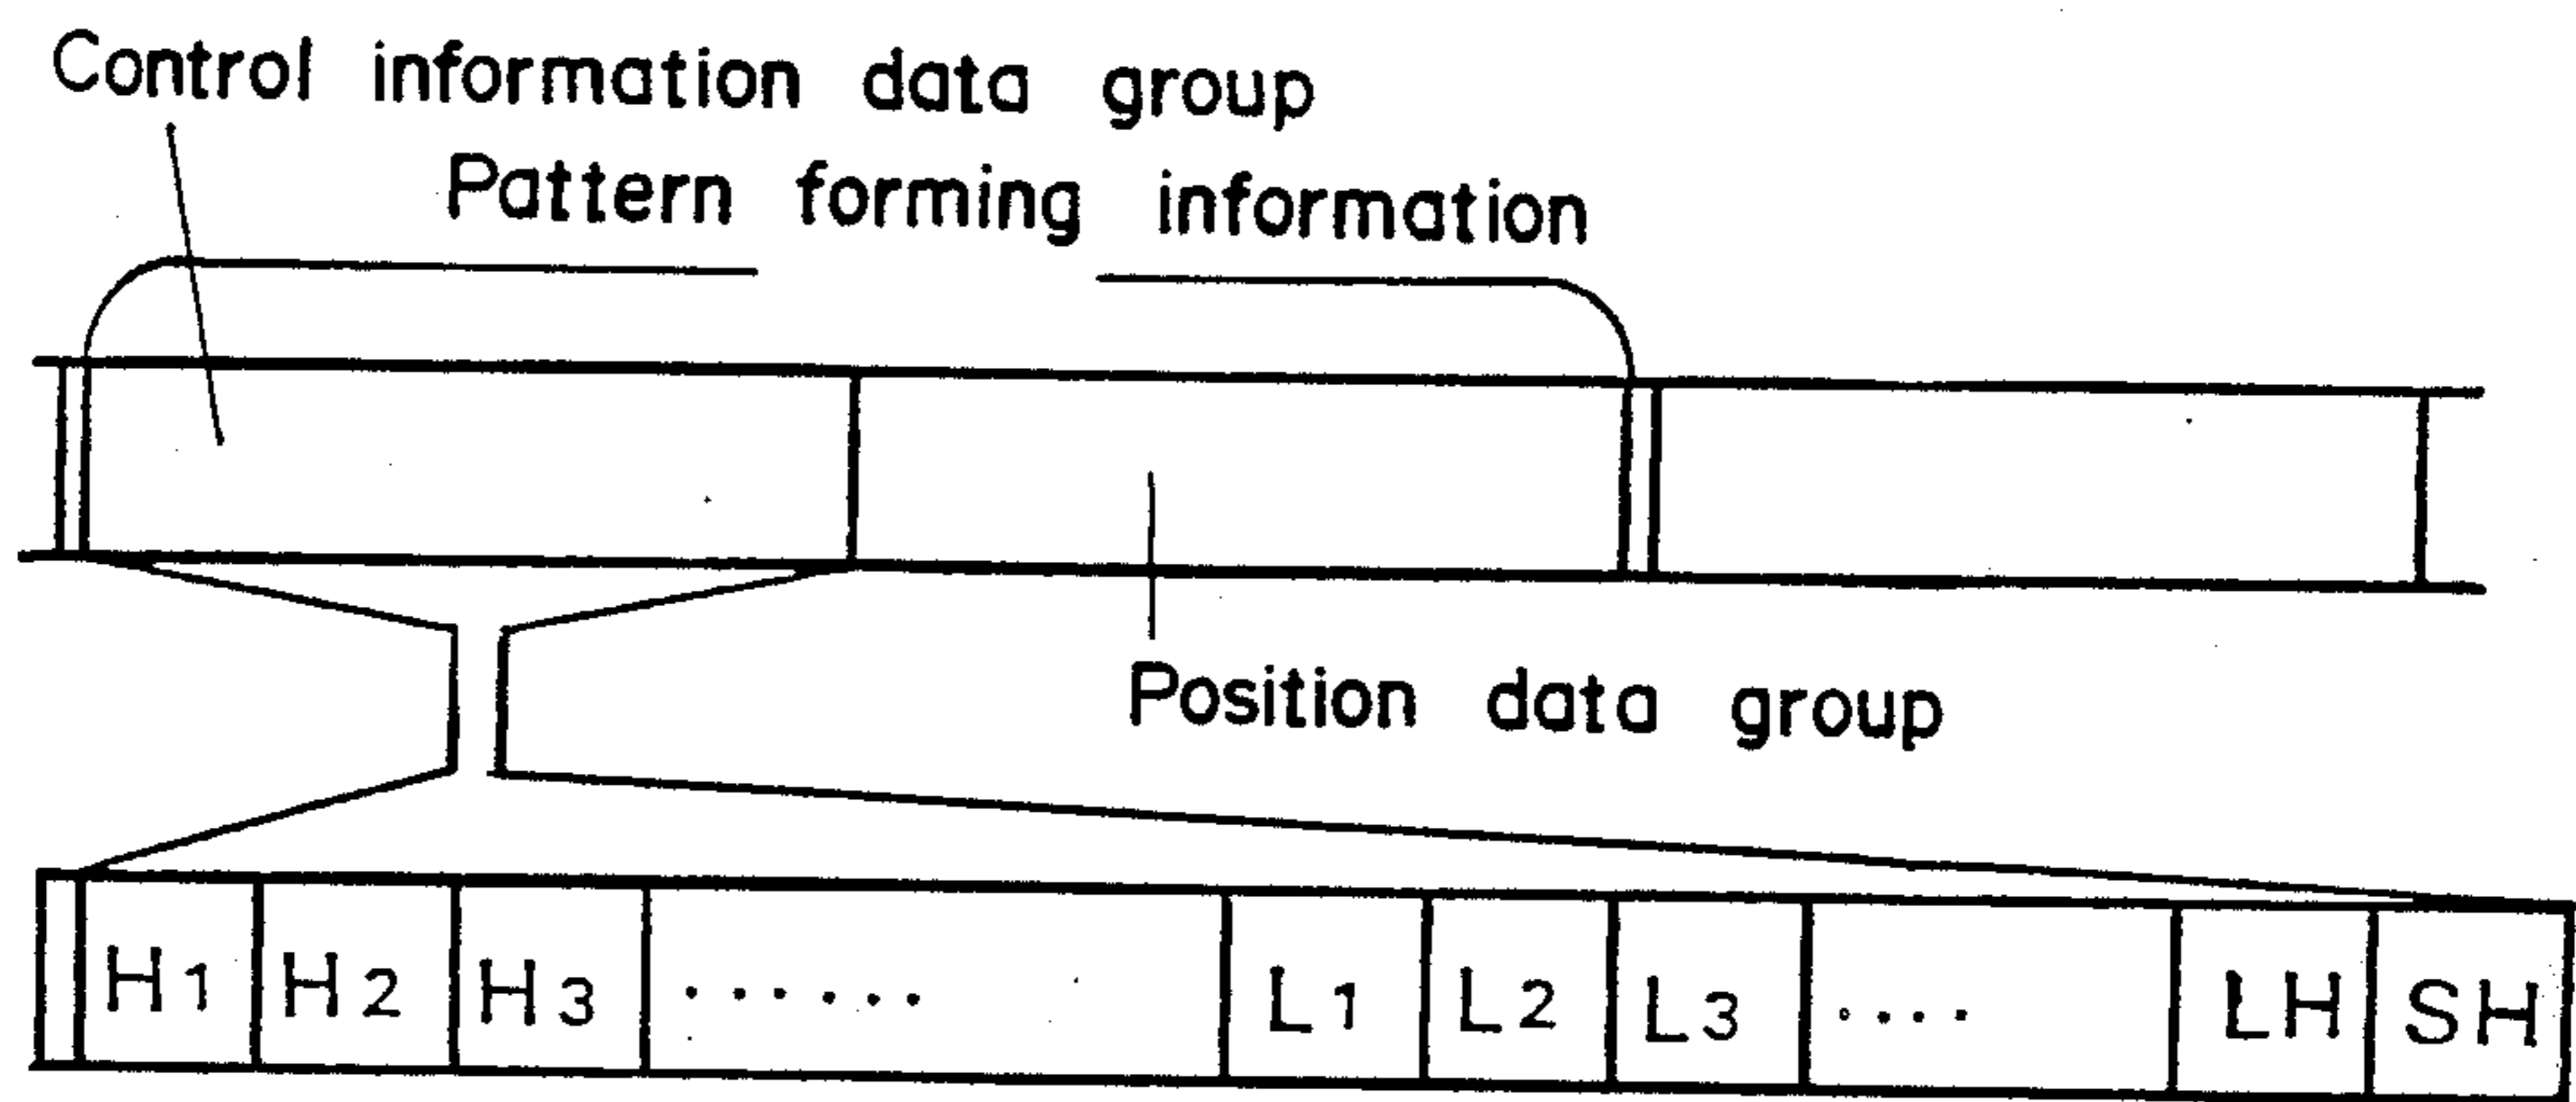 Control information data group
Pattern forming information
Position data group
H1 H2 H3 ...... L1 L2 L3 .... LH SH